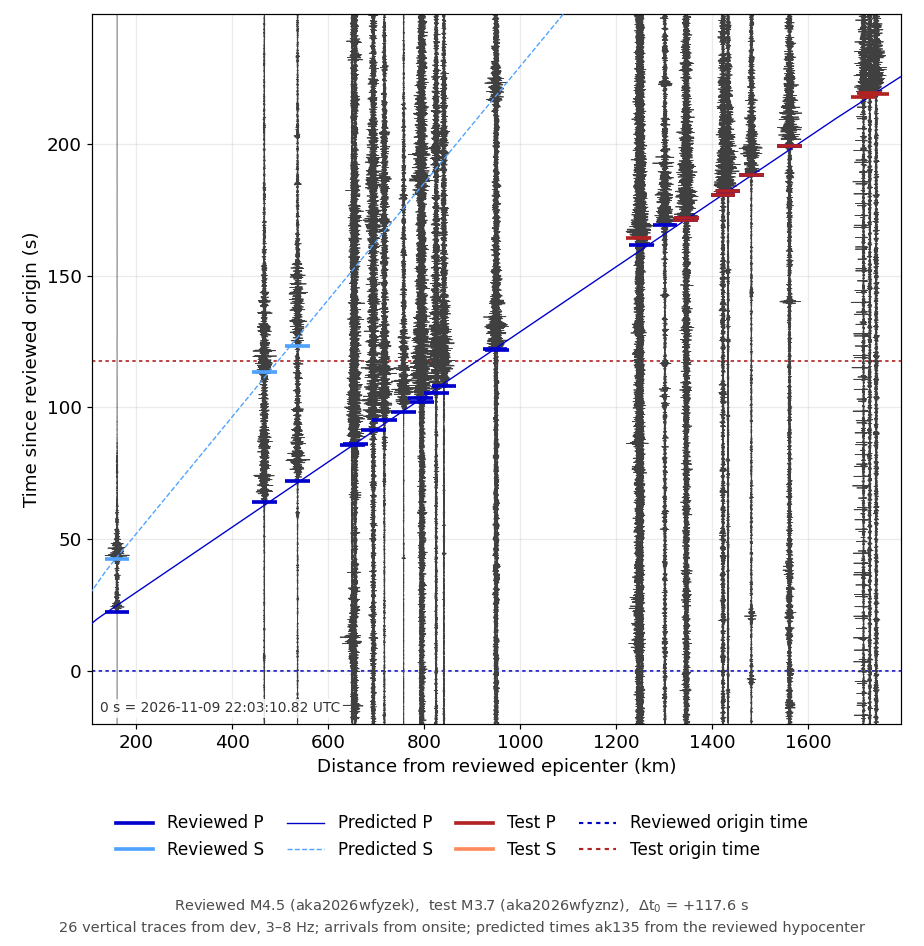 200
150
100
50
0
Time since reviewed origin (s)
0 s = 2026-11-09 22:03:10.82 UTC
200 400 600 800 1000 1200 1400 1600
Distance from reviewed epicenter (km)
Reviewed P Predicted P Test P Reviewed origin time
Reviewed S Predicted S Test S Test origin time
Reviewed M4.5 (aka2026wfyzek), test M3.7 (aka2026wfyznz), Δt₀ = +117.6 s
26 vertical traces from dev, 3–8 Hz; arrivals from onsite; predicted times ak135 from the reviewed hypocenter